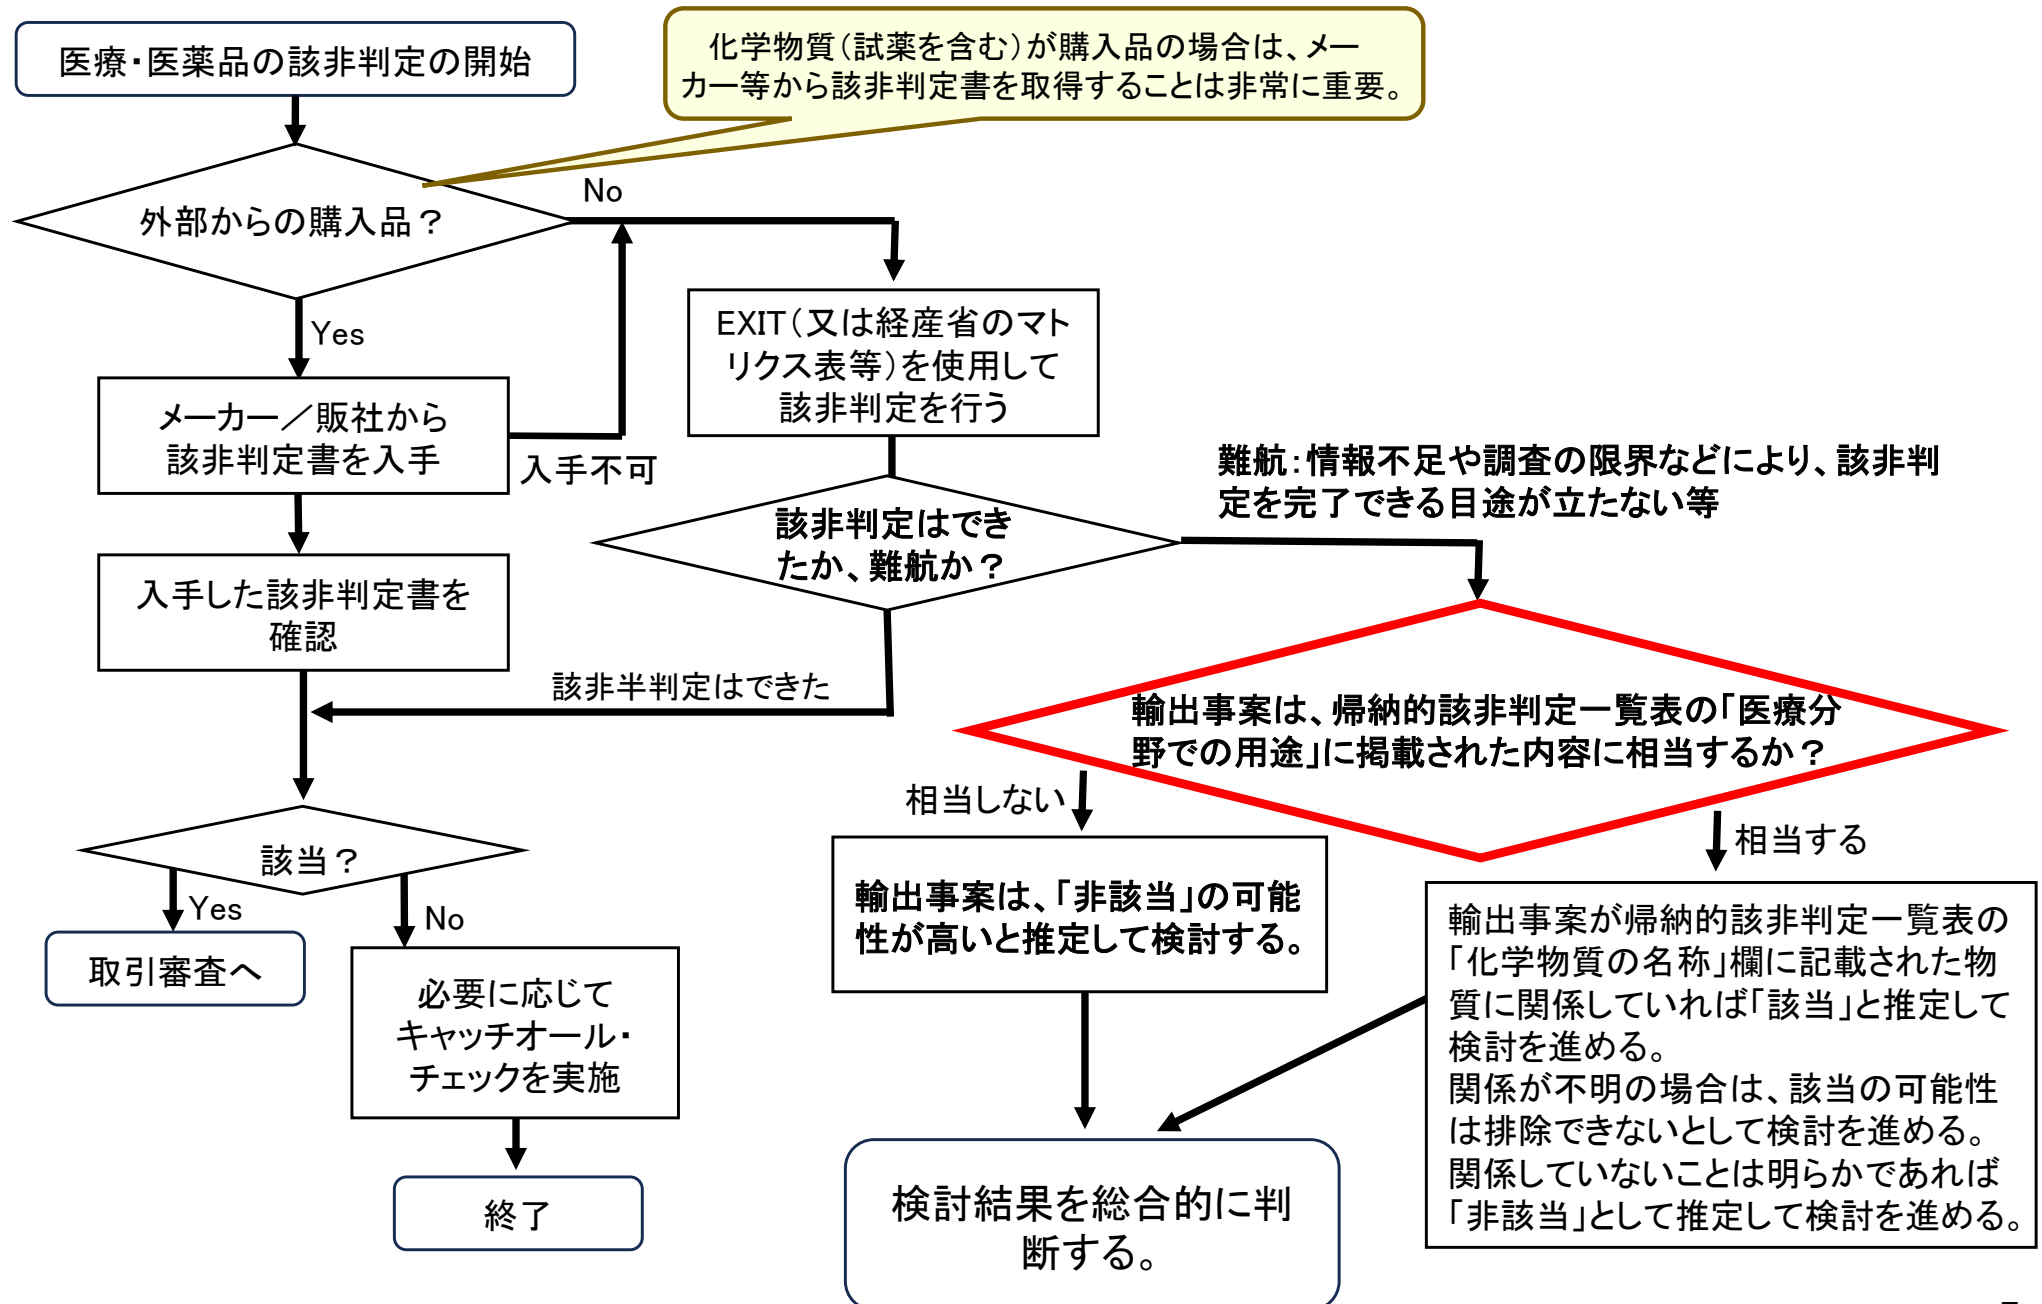 医療・医薬品の該非判定の開始
化学物質（試薬を含む）が購入品の場合は、メー
カー等から該非判定書を取得することは非常に重要。
外部からの購入品？
No
Yes
EXIT（又は経産省のマト
リクス表等）を使用して
該非判定を行う
メーカー／販社から
該非判定書を入手
入手不可
難航：情報不足や調査の限界などにより、該非判
定を完了できる目途が立たない等
該非判定はでき
たか、難航か？
入手した該非判定書を
確認
該非半判定はできた
輸出事案は、帰納的該非判定一覧表の「医療分
野での用途」に掲載された内容に相当するか？
相当しない
相当する
該当？
Yes
No
取引審査へ
必要に応じて
キャッチオール・
チェックを実施
終了
輸出事案は、「非該当」の可能
性が高いと推定して検討する。
輸出事案が帰納的該非判定一覧表の
「化学物質の名称」欄に記載された物
質に関係していれば「該当」と推定して
検討を進める。
関係が不明の場合は、該当の可能性
は排除できないとして検討を進める。
関係していないことは明らかであれば
「非該当」として推定して検討を進める。
検討結果を総合的に判
断する。